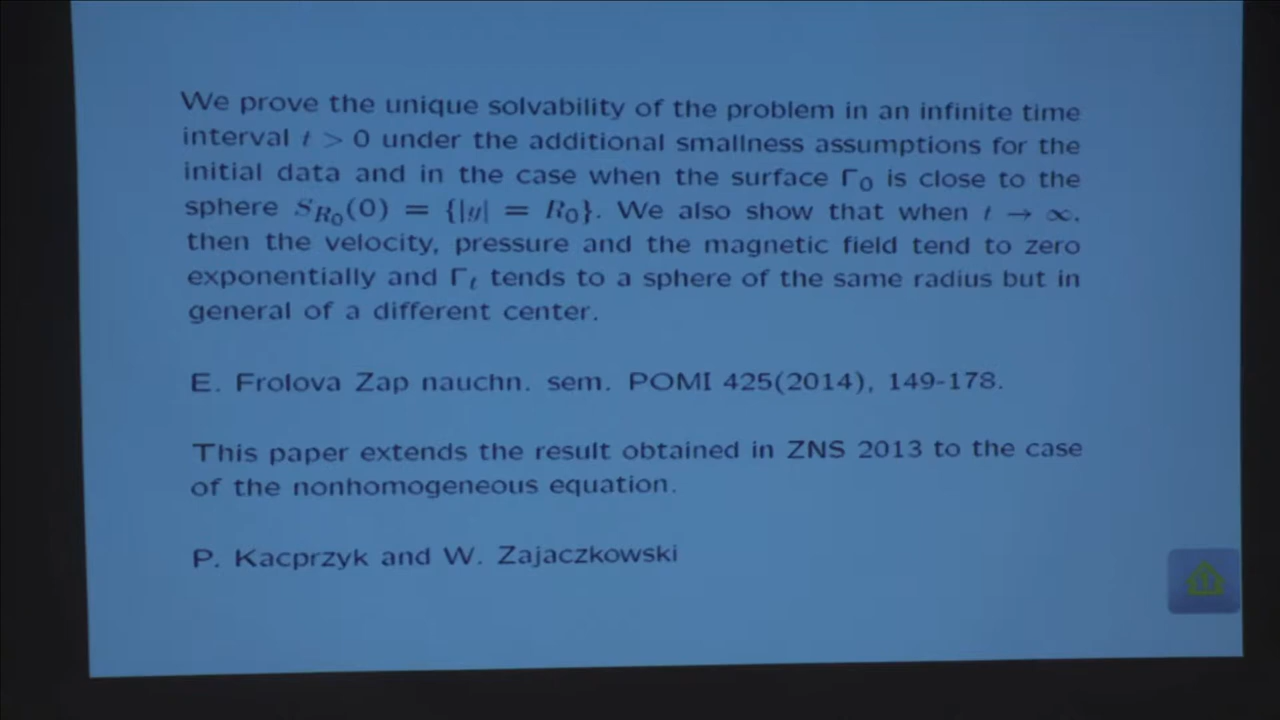 We prove the unique solvability of the problem in an infinite time
interval t > 0 under the additional smallness assumptions for the
initial data and in the case when the surface Γ₀ is close to the
sphere S_{R₀}(0) = {|y| = R₀}. We also show that when t → ∞,
then the velocity, pressure and the magnetic field tend to zero
exponentially and Γₜ tends to a sphere of the same radius but in
general of a different center.
E. Frolova Zap nauchn. sem. POMI 425(2014), 149-178.
This paper extends the result obtained in ZNS 2013 to the case
of the nonhomogeneous equation.
P. Kacprzyk and W. Zajaczkowski